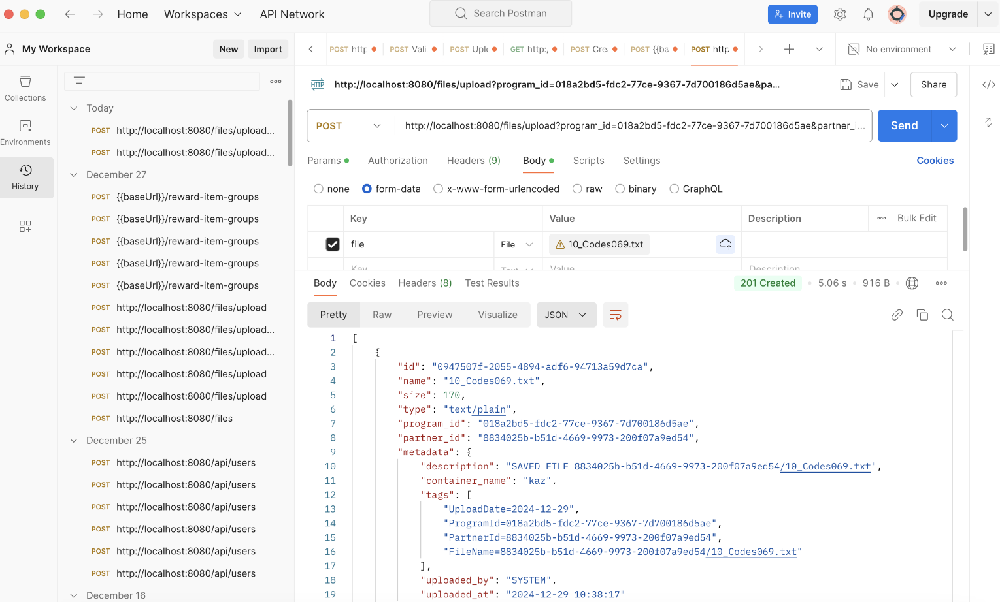 Home Workspaces API Network Search Postman Invite Upgrade
My Workspace New Import POST http POST Vali POST Uplo GET http:, POST Cre. POST {{ba POST http No environment
Collections
Environments
History
Today
POST http://localhost:8080/files/upload...
POST http://localhost:8080/files/upload...
December 27
POST {{baseUrl}}/reward-item-groups
POST {{baseUrl}}/reward-item-groups
POST {{baseUrl}}/reward-item-groups
POST {{baseUrl}}/reward-item-groups
POST {{baseUrl}}/reward-item-groups
POST http://localhost:8080/files/upload
POST http://localhost:8080/files/upload...
POST http://localhost:8080/files/upload...
POST http://localhost:8080/files/upload
POST http://localhost:8080/files/upload
POST http://localhost:8080/files
December 25
POST http://localhost:8080/api/users
POST http://localhost:8080/api/users
POST http://localhost:8080/api/users
POST http://localhost:8080/api/users
POST http://localhost:8080/api/users
POST http://localhost:8080/api/users
December 16
HTTP http://localhost:8080/files/upload?program_id=018a2bd5-fdc2-77ce-9367-7d700186d5ae&pa... Save Share
POST http://localhost:8080/files/upload?program_id=018a2bd5-fdc2-77ce-9367-7d700186d5ae&partner_i... Send
Params Authorization Headers (9) Body Scripts Settings Cookies
none form-data x-www-form-urlencoded raw binary GraphQL
Key Value Description Bulk Edit
file File 10_Codes069.txt
Key Text Value Description
Body Cookies Headers (8) Test Results 201 Created 5.06 s 916 B
Pretty Raw Preview Visualize JSON
1 [
2 {
3 "id": "0947507f-2055-4894-adf6-94713a59d7ca",
4 "name": "10_Codes069.txt",
5 "size": 170,
6 "type": "text/plain",
7 "program_id": "018a2bd5-fdc2-77ce-9367-7d700186d5ae",
8 "partner_id": "8834025b-b51d-4669-9973-200f07a9ed54",
9 "metadata": {
10 "description": "SAVED FILE 8834025b-b51d-4669-9973-200f07a9ed54/10_Codes069.txt",
11 "container_name": "kaz",
12 "tags": [
13 "UploadDate=2024-12-29",
14 "ProgramId=018a2bd5-fdc2-77ce-9367-7d700186d5ae",
15 "PartnerId=8834025b-b51d-4669-9973-200f07a9ed54",
16 "FileName=8834025b-b51d-4669-9973-200f07a9ed54/10_Codes069.txt"
17 ],
18 "uploaded_by": "SYSTEM",
19 "uploaded_at": "2024-12-29 10:38:17"